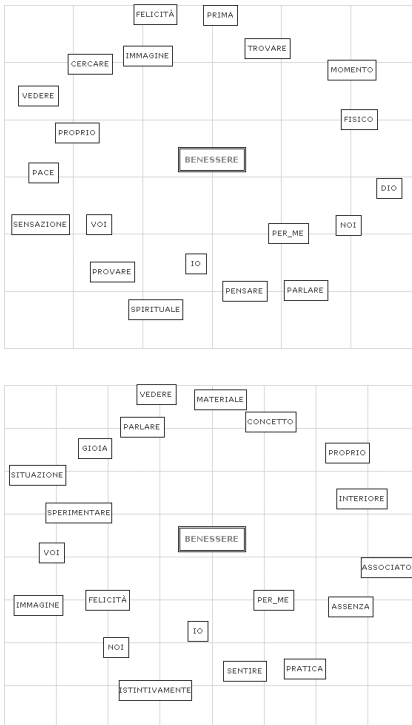 FELICITÀ
PRIMA
TROVARE
IMMAGINE
CERCARE
MOMENTO
VEDERE
FISICO
PROPRIO
BENESSERE
PACE
DIO
SENSAZIONE
VOI
NOI
PER_ME
IO
PROVARE
PENSARE
PARLARE
SPIRITUALE
VEDERE
MATERIALE
CONCETTO
PARLARE
GIOIA
PROPRIO
SITUAZIONE
INTERIORE
SPERIMENTARE
BENESSERE
VOI
ASSOCIATO
IMMAGINE
FELICITÀ
PER_ME
ASSENZA
IO
NOI
SENTIRE
PRATICA
ISTINTIVAMENTE